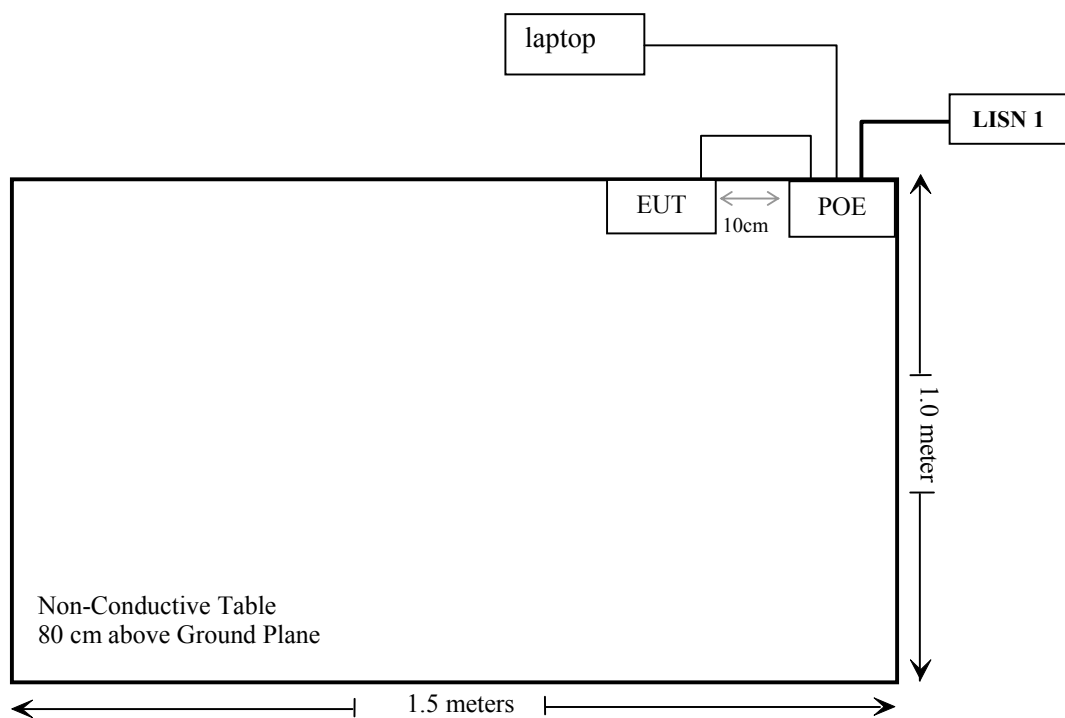 laptop
LISN 1
EUT
10cm
POE
1.0 meter
Non-Conductive Table
80 cm above Ground Plane
1.5 meters